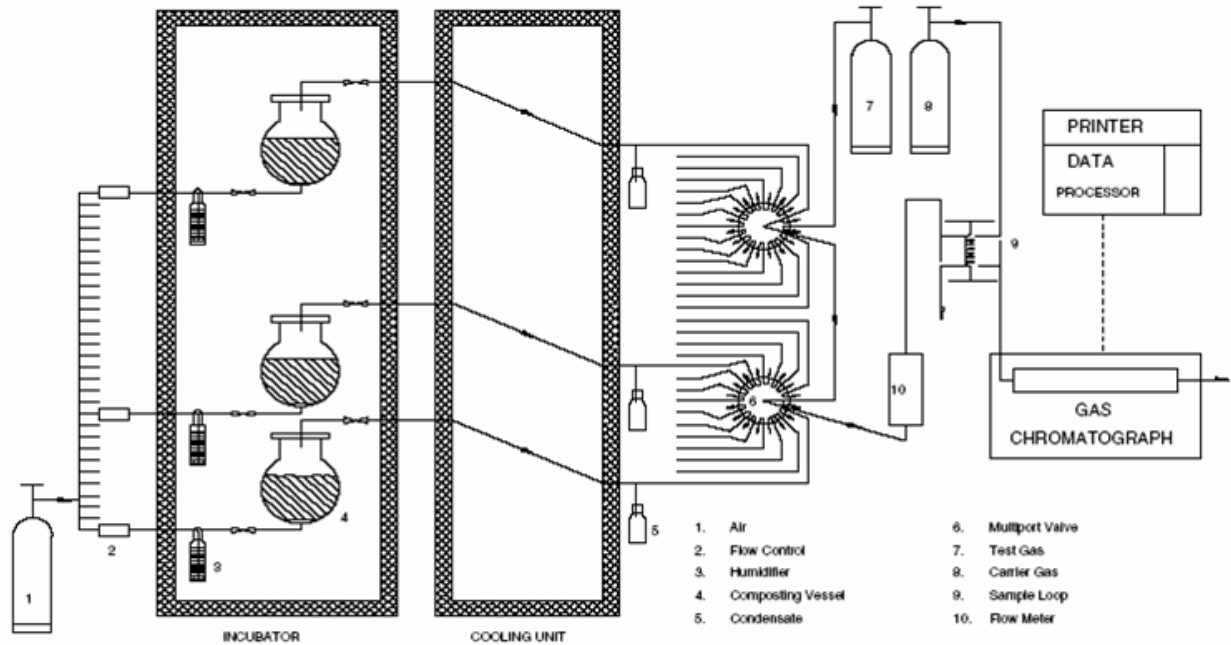 7
8
PRINTER
DATA
PROCESSOR
9
6
10
GAS
CHROMATOGRAPH
4
2
3
5
1
INCUBATOR
COOLING UNIT
1. Air
2. Flow Control
3. Humidifier
4. Composting Vessel
5. Condensate
6. Multiport Valve
7. Test Gas
8. Carrier Gas
9. Sample Loop
10. Flow Meter